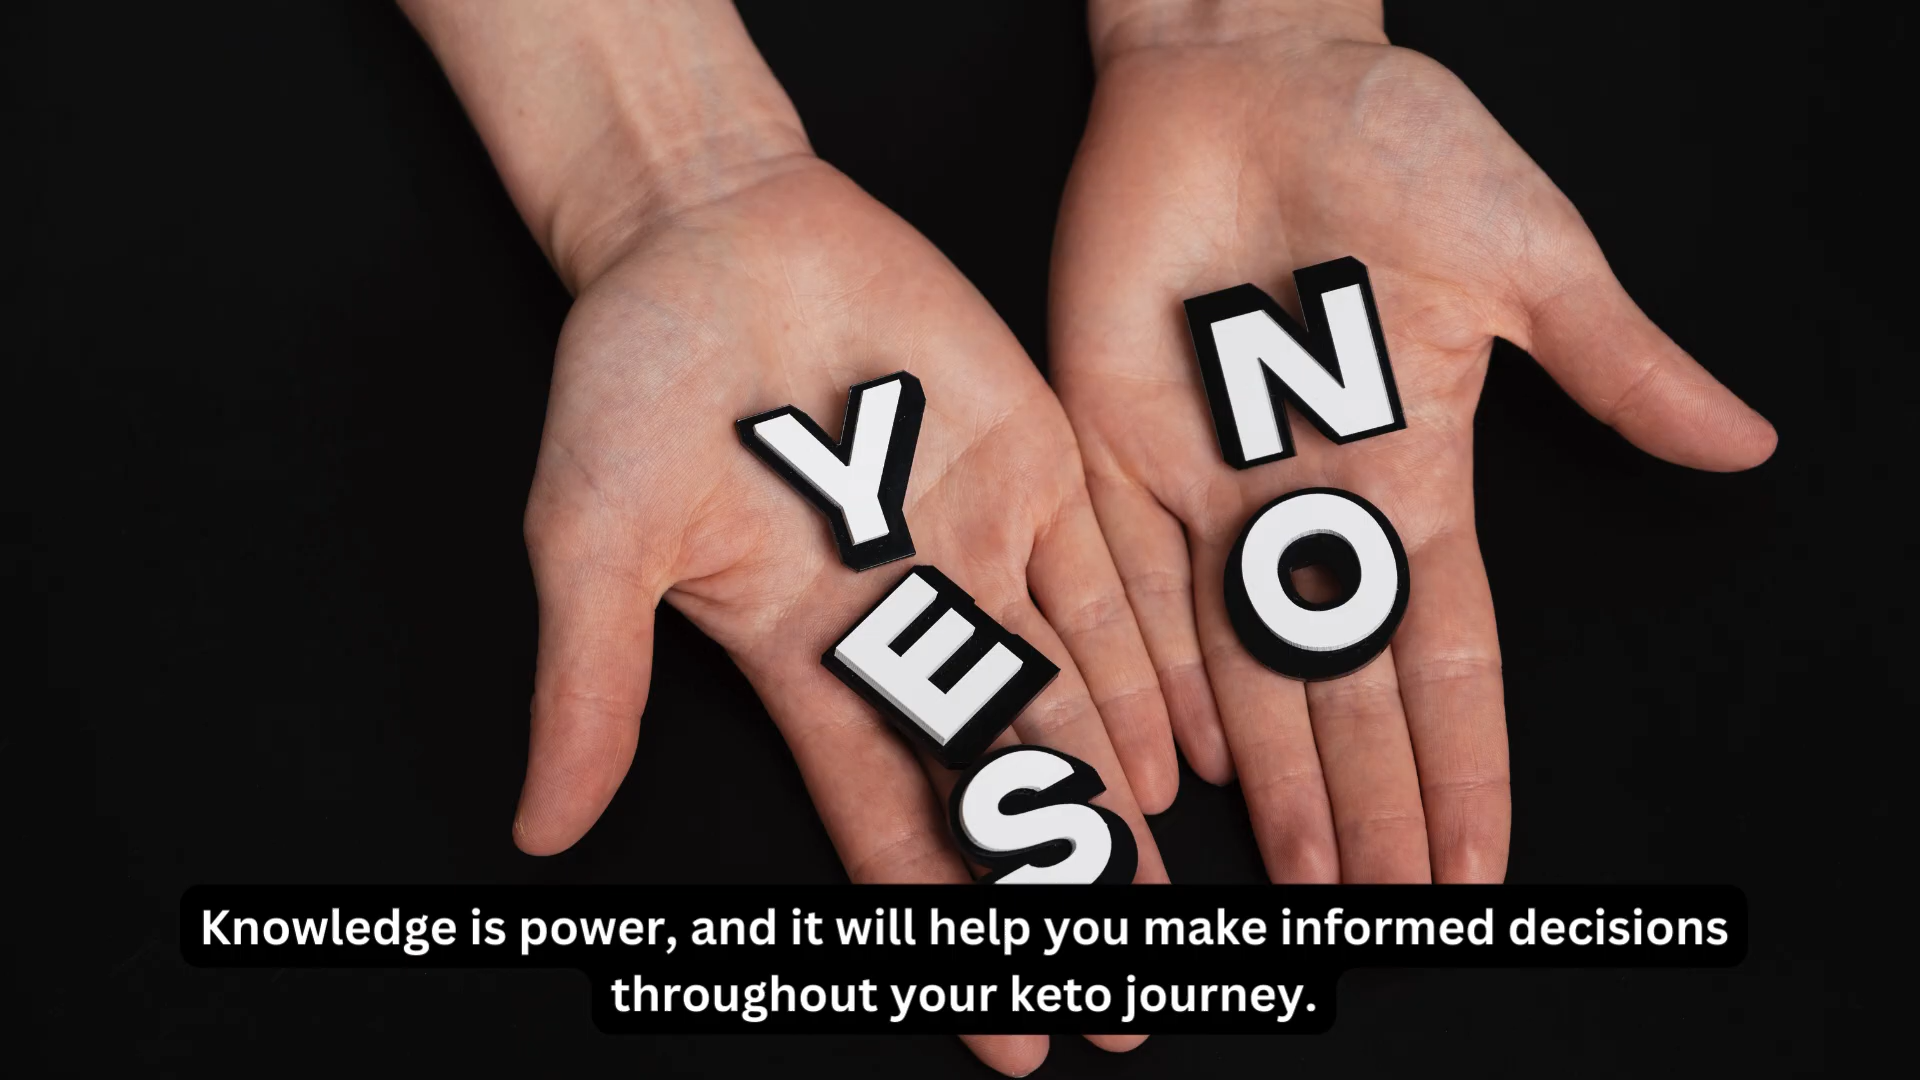 YES
NO
Knowledge is power, and it will help you make informed decisions
throughout your keto journey.